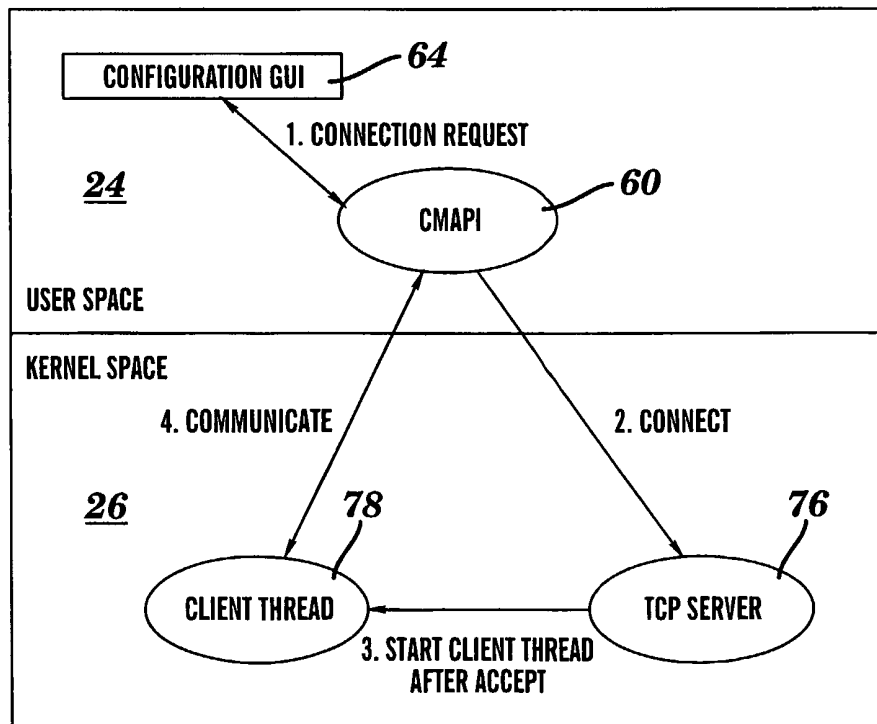 CONFIGURATION GUI
64
1. CONNECTION REQUEST
24
60
CMAPI
USER SPACE
KERNEL SPACE
4. COMMUNICATE
2. CONNECT
26
78
76
CLIENT THREAD
TCP SERVER
3. START CLIENT THREAD
AFTER ACCEPT